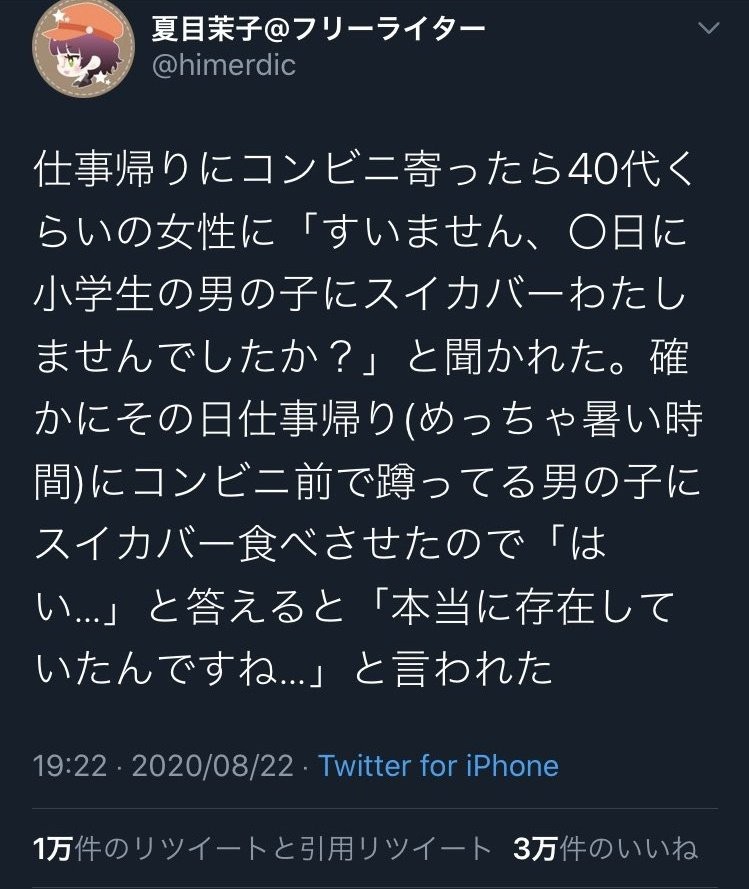 夏目茉子@フリーライター
@himerdic
仕事帰りにコンビニ寄ったら40代く
らいの女性に「すいません、〇日に
小学生の男の子にスイカバーわたし
ませんでしたか？」と聞かれた。確
かにその日仕事帰り(めっちゃ暑い時
間)にコンビニ前で蹲ってる男の子に
スイカバー食べさせたので「は
い...」と答えると「本当に存在して
いたんですね...」と言われた
19:22 · 2020/08/22 · Twitter for iPhone
1万件のリツイートと引用リツイート 3万件のいいね